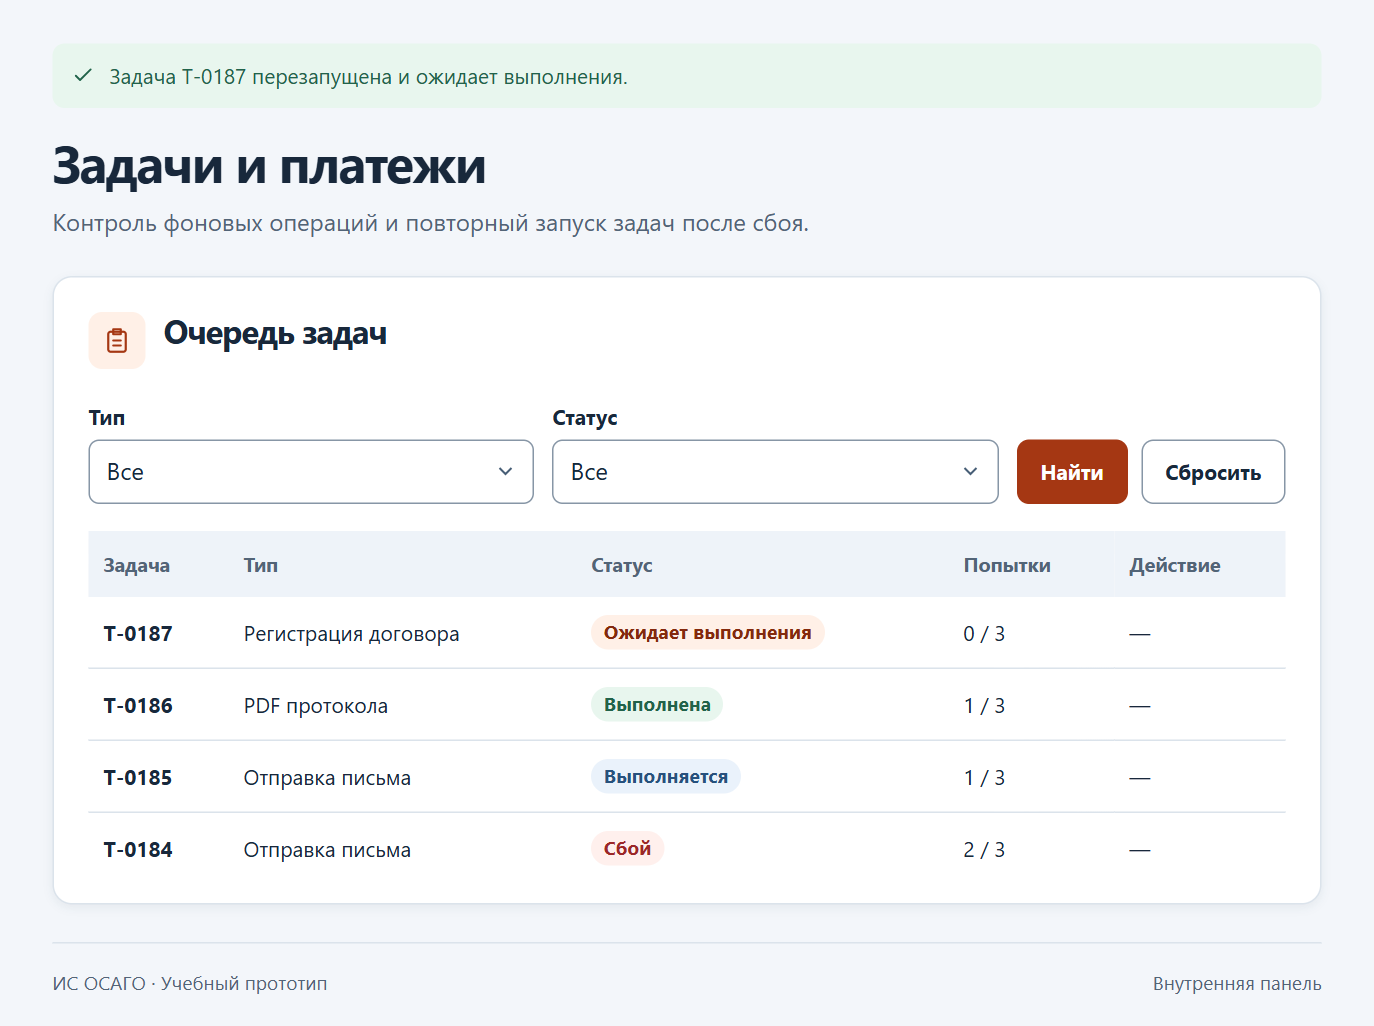 Задача T-0187 перезапущена и ожидает выполнения.
Задачи и платежи
Контроль фоновых операций и повторный запуск задач после сбоя.
Очередь задач
Тип Статус
Все Все Найти Сбросить
Задача Тип Статус Попытки Действие
T-0187 Регистрация договора Ожидает выполнения 0 / 3 —
T-0186 PDF протокола Выполнена 1 / 3 —
T-0185 Отправка письма Выполняется 1 / 3 —
T-0184 Отправка письма Сбой 2 / 3 —
ИС ОСАГО · Учебный прототип Внутренняя панель